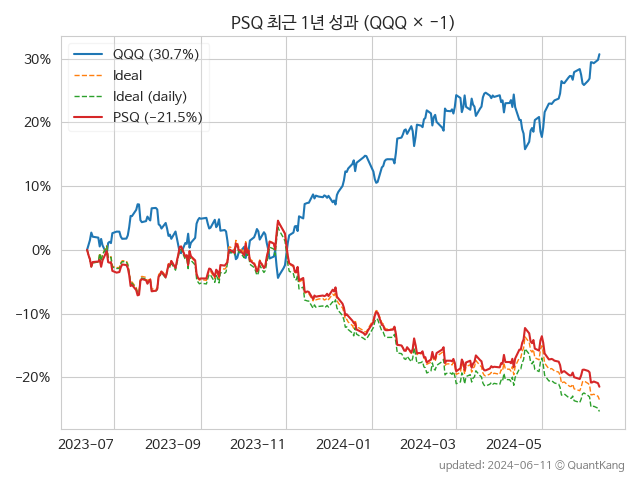 PSQ 최근 1년 성과 (QQQ × −1)
QQQ (30.7%)
Ideal
Ideal (daily)
PSQ (−21.5%)
30%
20%
10%
0%
−10%
−20%
2023-07
2023-09
2023-11
2024-01
2024-03
2024-05
updated: 2024-06-11 © QuantKang